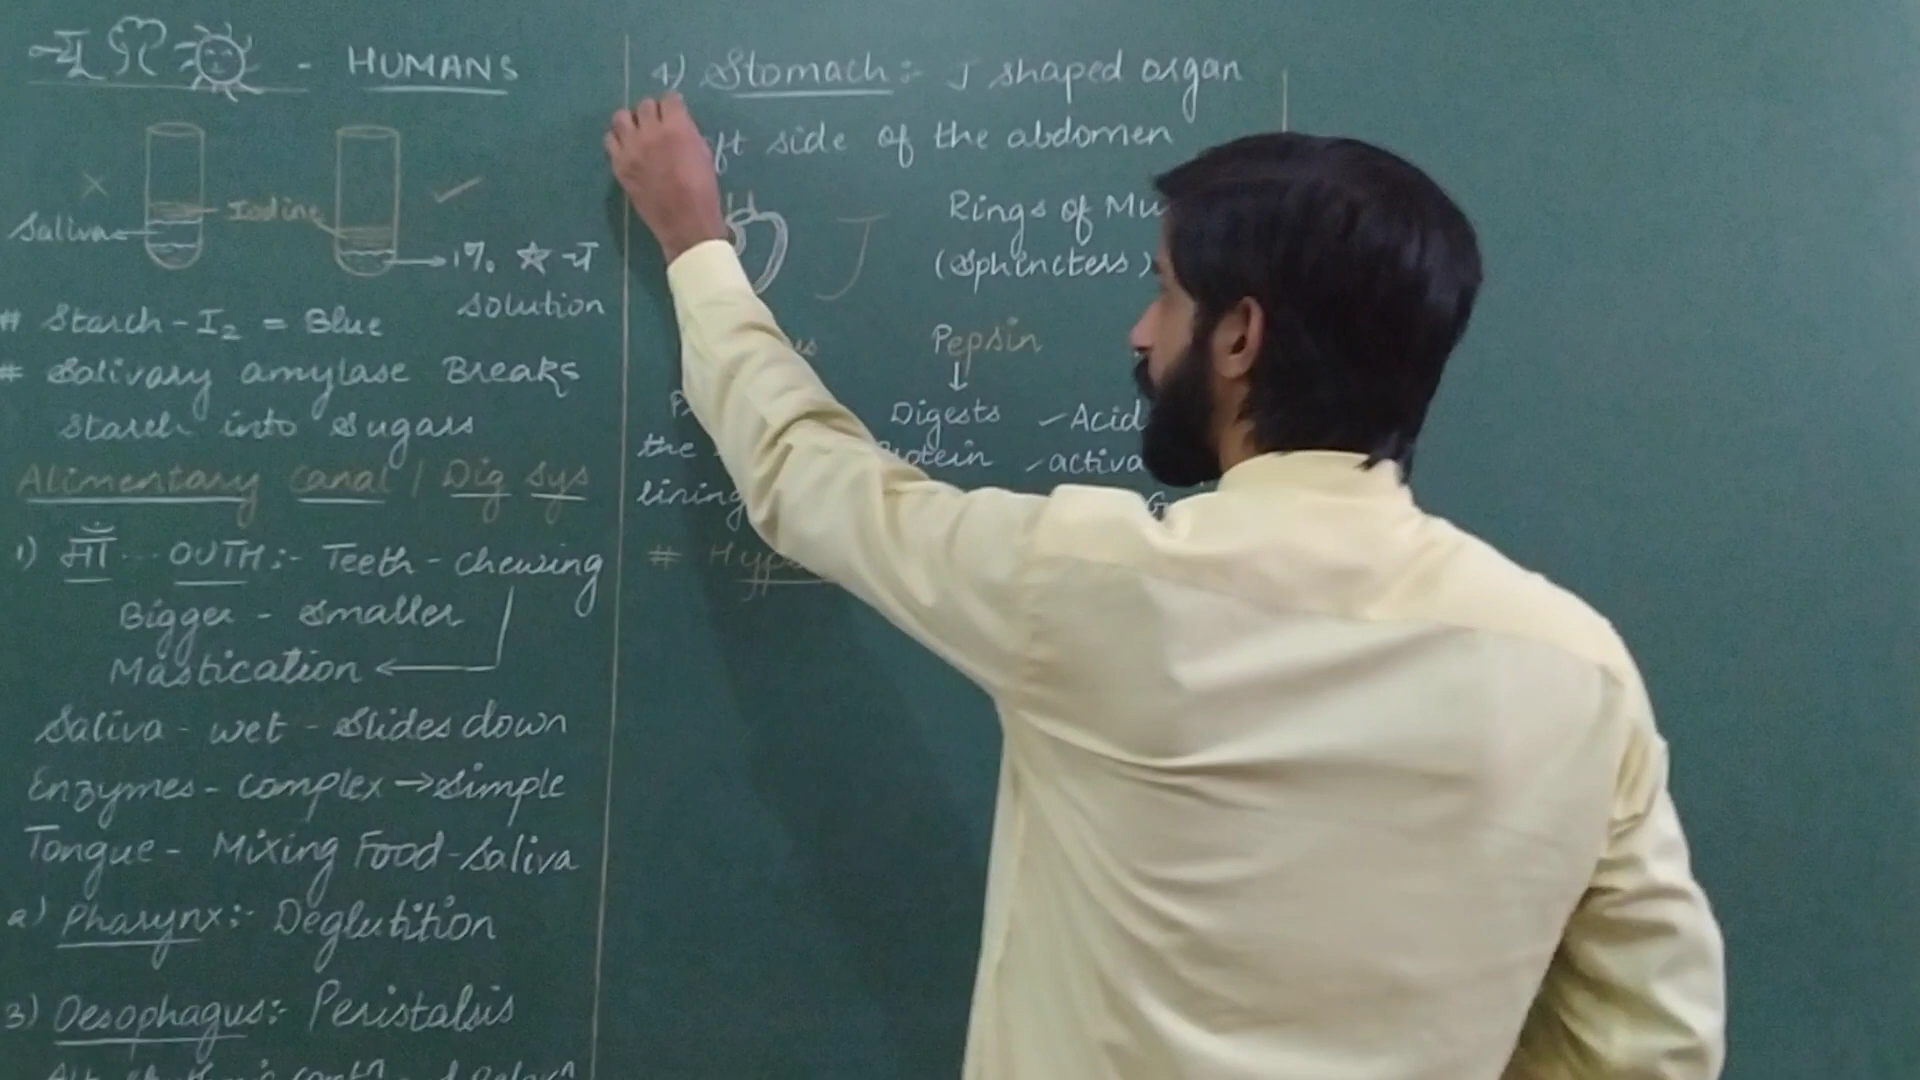 न्यू - HUMANS
Saliva
Iodine
1% ☆ र्च
solution
# Starch - I₂ = Blue
# Salivary amylase Breaks
starch into sugars
Alimentary Canal / Dig Sys
1) माँ... OUTH:- Teeth - chewing
Bigger - Smaller
Mastication ←
Saliva - wet - Slides down
Enzymes - Complex → Simple
Tongue - Mixing Food - Saliva
a) Pharynx:- Deglutition
3) Oesophagus:- Peristalsis
4) Stomach:- J shaped organ
side of the abdomen
J
Rings of
(Sphincters)
Pepsin
↓
Digests
- Acid
the
lining
#